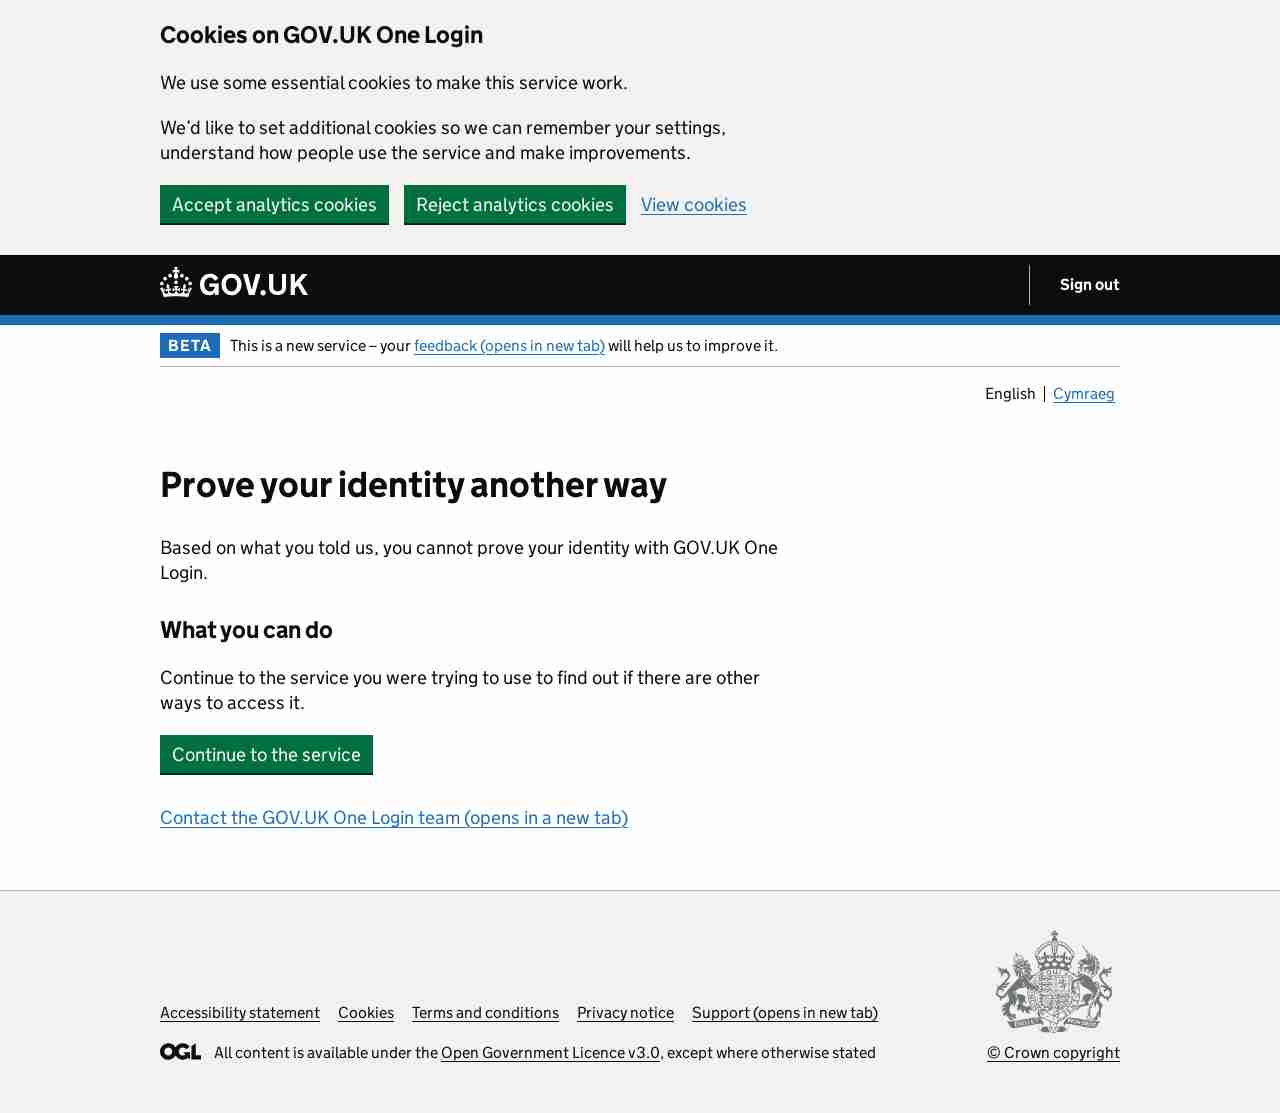 Cookies on GOV.UK One Login
We use some essential cookies to make this service work.
We’d like to set additional cookies so we can remember your settings,
understand how people use the service and make improvements.
Accept analytics cookies
Reject analytics cookies
View cookies
GOV.UK
Sign out
BETA
This is a new service – your feedback (opens in new tab) will help us to improve it.
English
Cymraeg
Prove your identity another way
Based on what you told us, you cannot prove your identity with GOV.UK One
Login.
What you can do
Continue to the service you were trying to use to find out if there are other
ways to access it.
Continue to the service
Contact the GOV.UK One Login team (opens in a new tab)
Accessibility statement
Cookies
Terms and conditions
Privacy notice
Support (opens in new tab)
OGL
All content is available under the Open Government Licence v3.0, except where otherwise stated
© Crown copyright